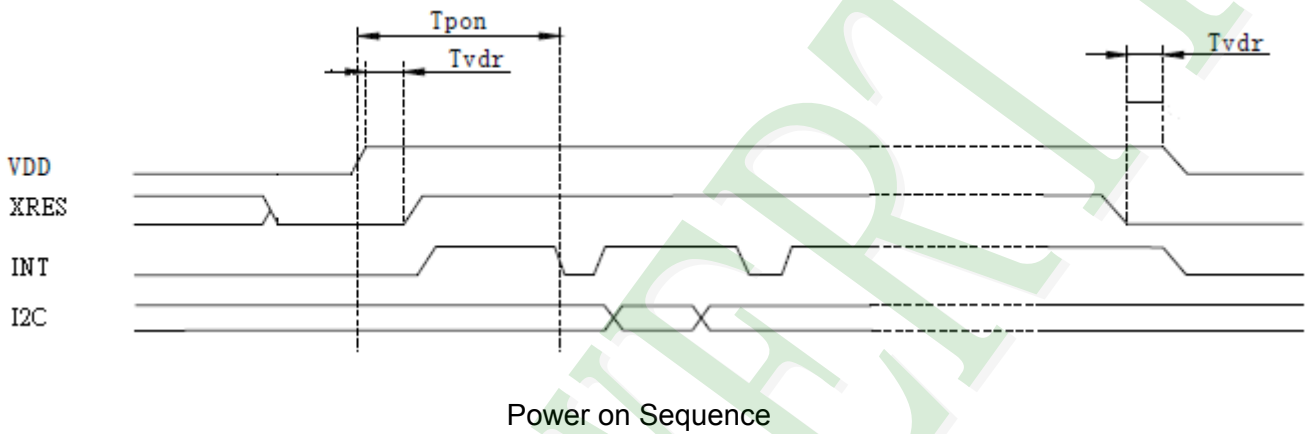 Tpon
Tvdr
Tvdr
VDD
XRES
INT
I2C
Power on Sequence